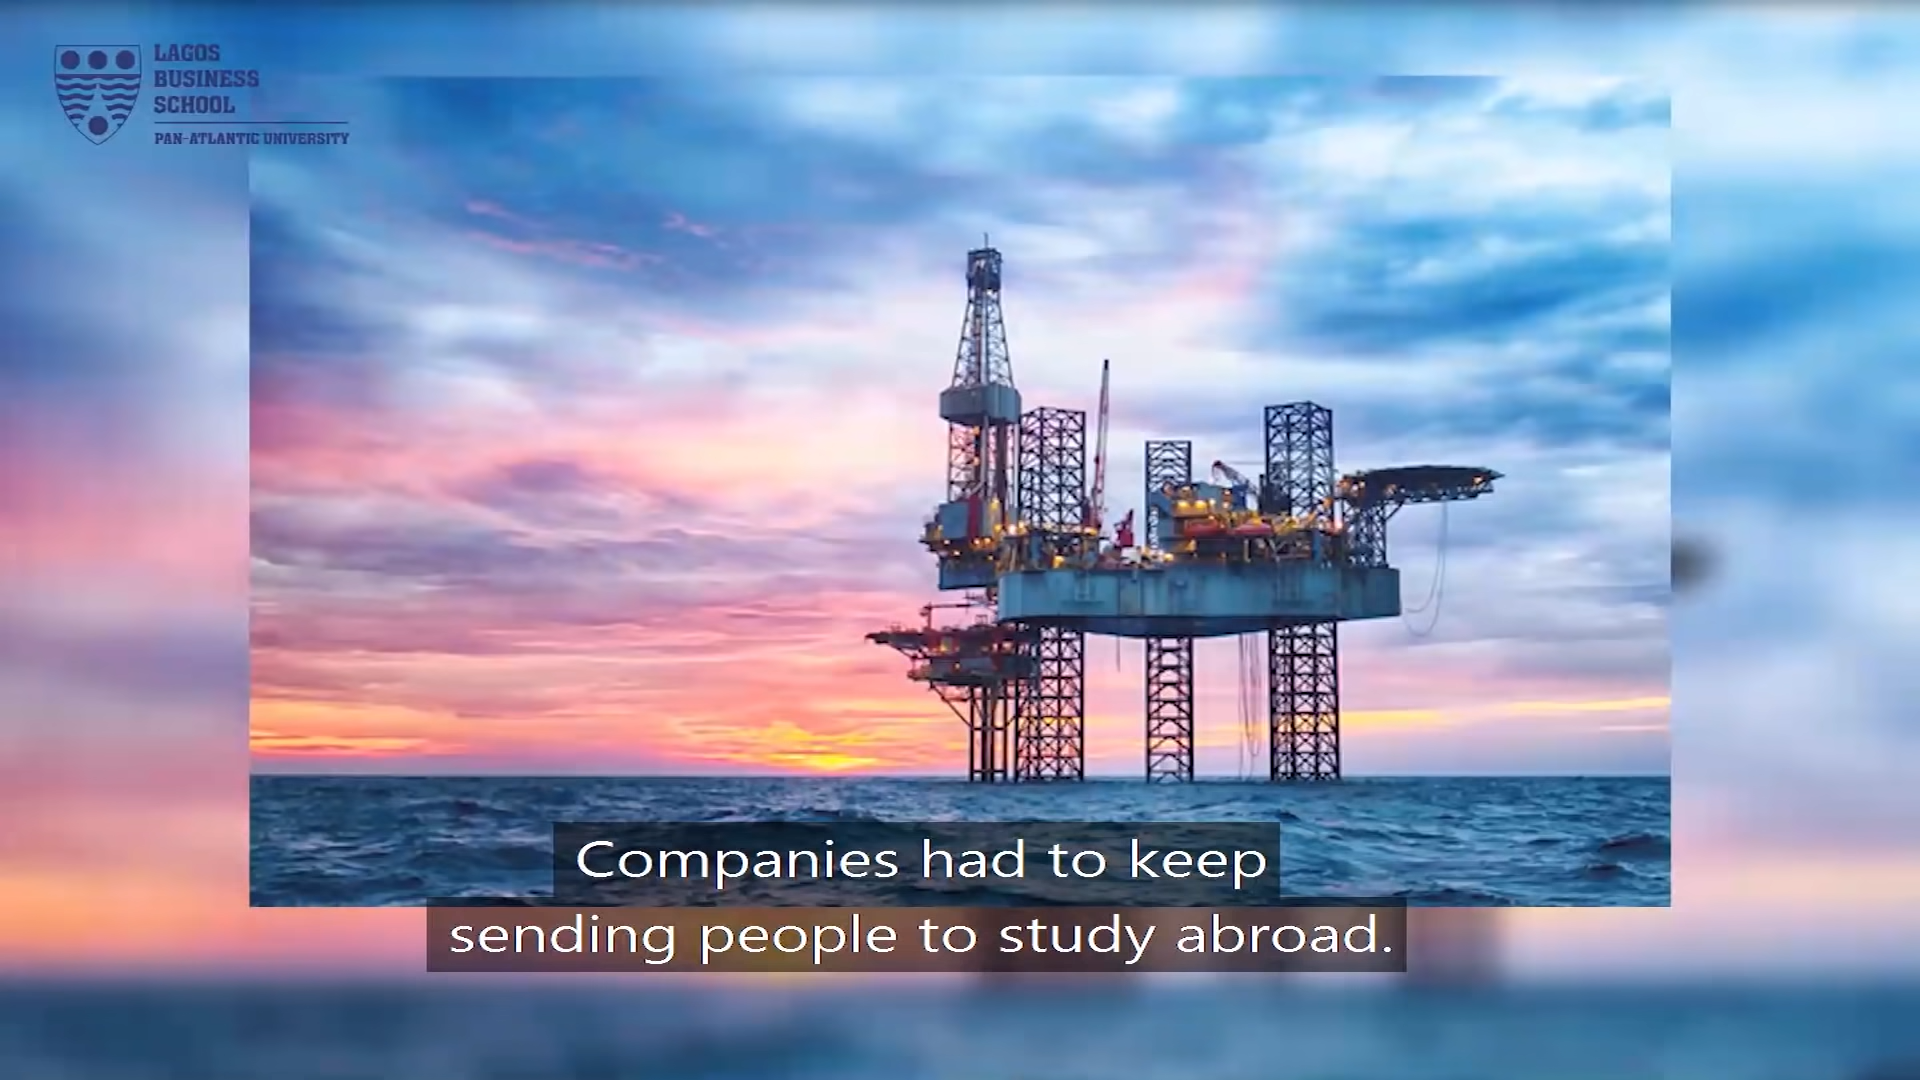 LAGOS
BUSINESS
SCHOOL
PAN-ATLANTIC UNIVERSITY
Companies had to keep
sending people to study abroad.